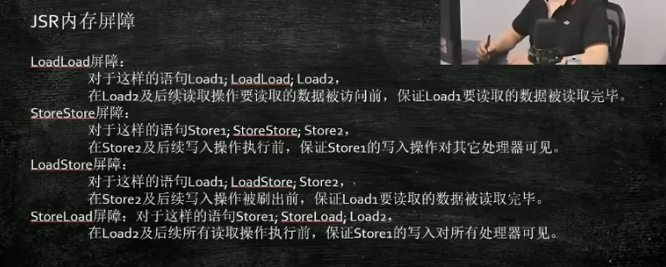 JSR内存屏障
LoadLoad屏障：
对于这样的语句Load1; LoadLoad; Load2，
在Load2及后续读取操作要读取的数据被访问前，保证Load1要读取的数据被读取完毕。
StoreStore屏障：
对于这样的语句Store1; StoreStore; Store2，
在Store2及后续写入操作执行前，保证Store1的写入操作对其它处理器可见。
LoadStore屏障：
对于这样的语句Load1; LoadStore; Store2，
在Store2及后续写入操作被刷出前，保证Load1要读取的数据被读取完毕。
StoreLoad屏障：对于这样的语句Store1; StoreLoad; Load2，
在Load2及后续所有读取操作执行前，保证Store1的写入对所有处理器可见。